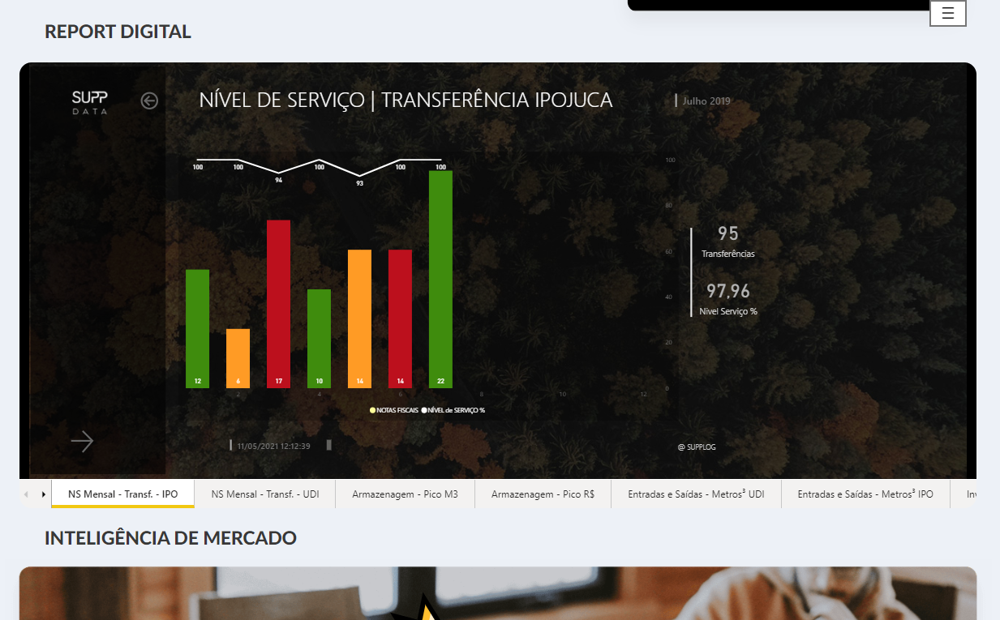 REPORT DIGITAL
SUPP
DATA
NÍVEL DE SERVIÇO | TRANSFERÊNCIA IPOJUCA
Julho 2019
100 100 94 100 93 100 100
100
80
60
40
20
0
12 6 17 10 14 14 22
2 4 6 8 10 12
NOTAS FISCAIS NÍVEL de SERVIÇO %
95
Transferências
97,96
Nivel Serviço %
11/05/2021 12:12:39
@ SUPPLOG
NS Mensal - Transf. - IPO NS Mensal - Transf. - UDI Armazenagem - Pico M3 Armazenagem - Pico R$ Entradas e Saídas - Metros³ UDI Entradas e Saídas - Metros³ IPO
INTELIGÊNCIA DE MERCADO